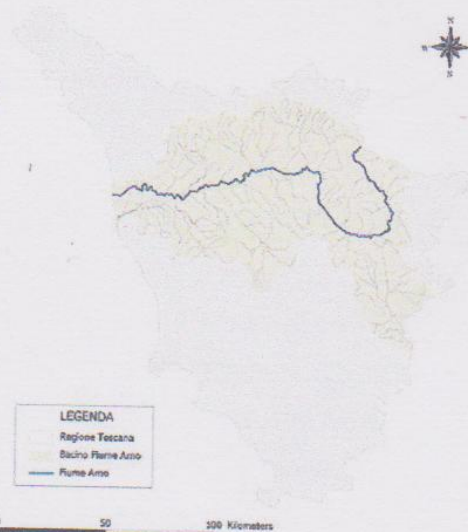 N
W
LEGENDA
Regione Toscana
Bacino Fiume Arno
Fiume Arno
50
100 Kilometers